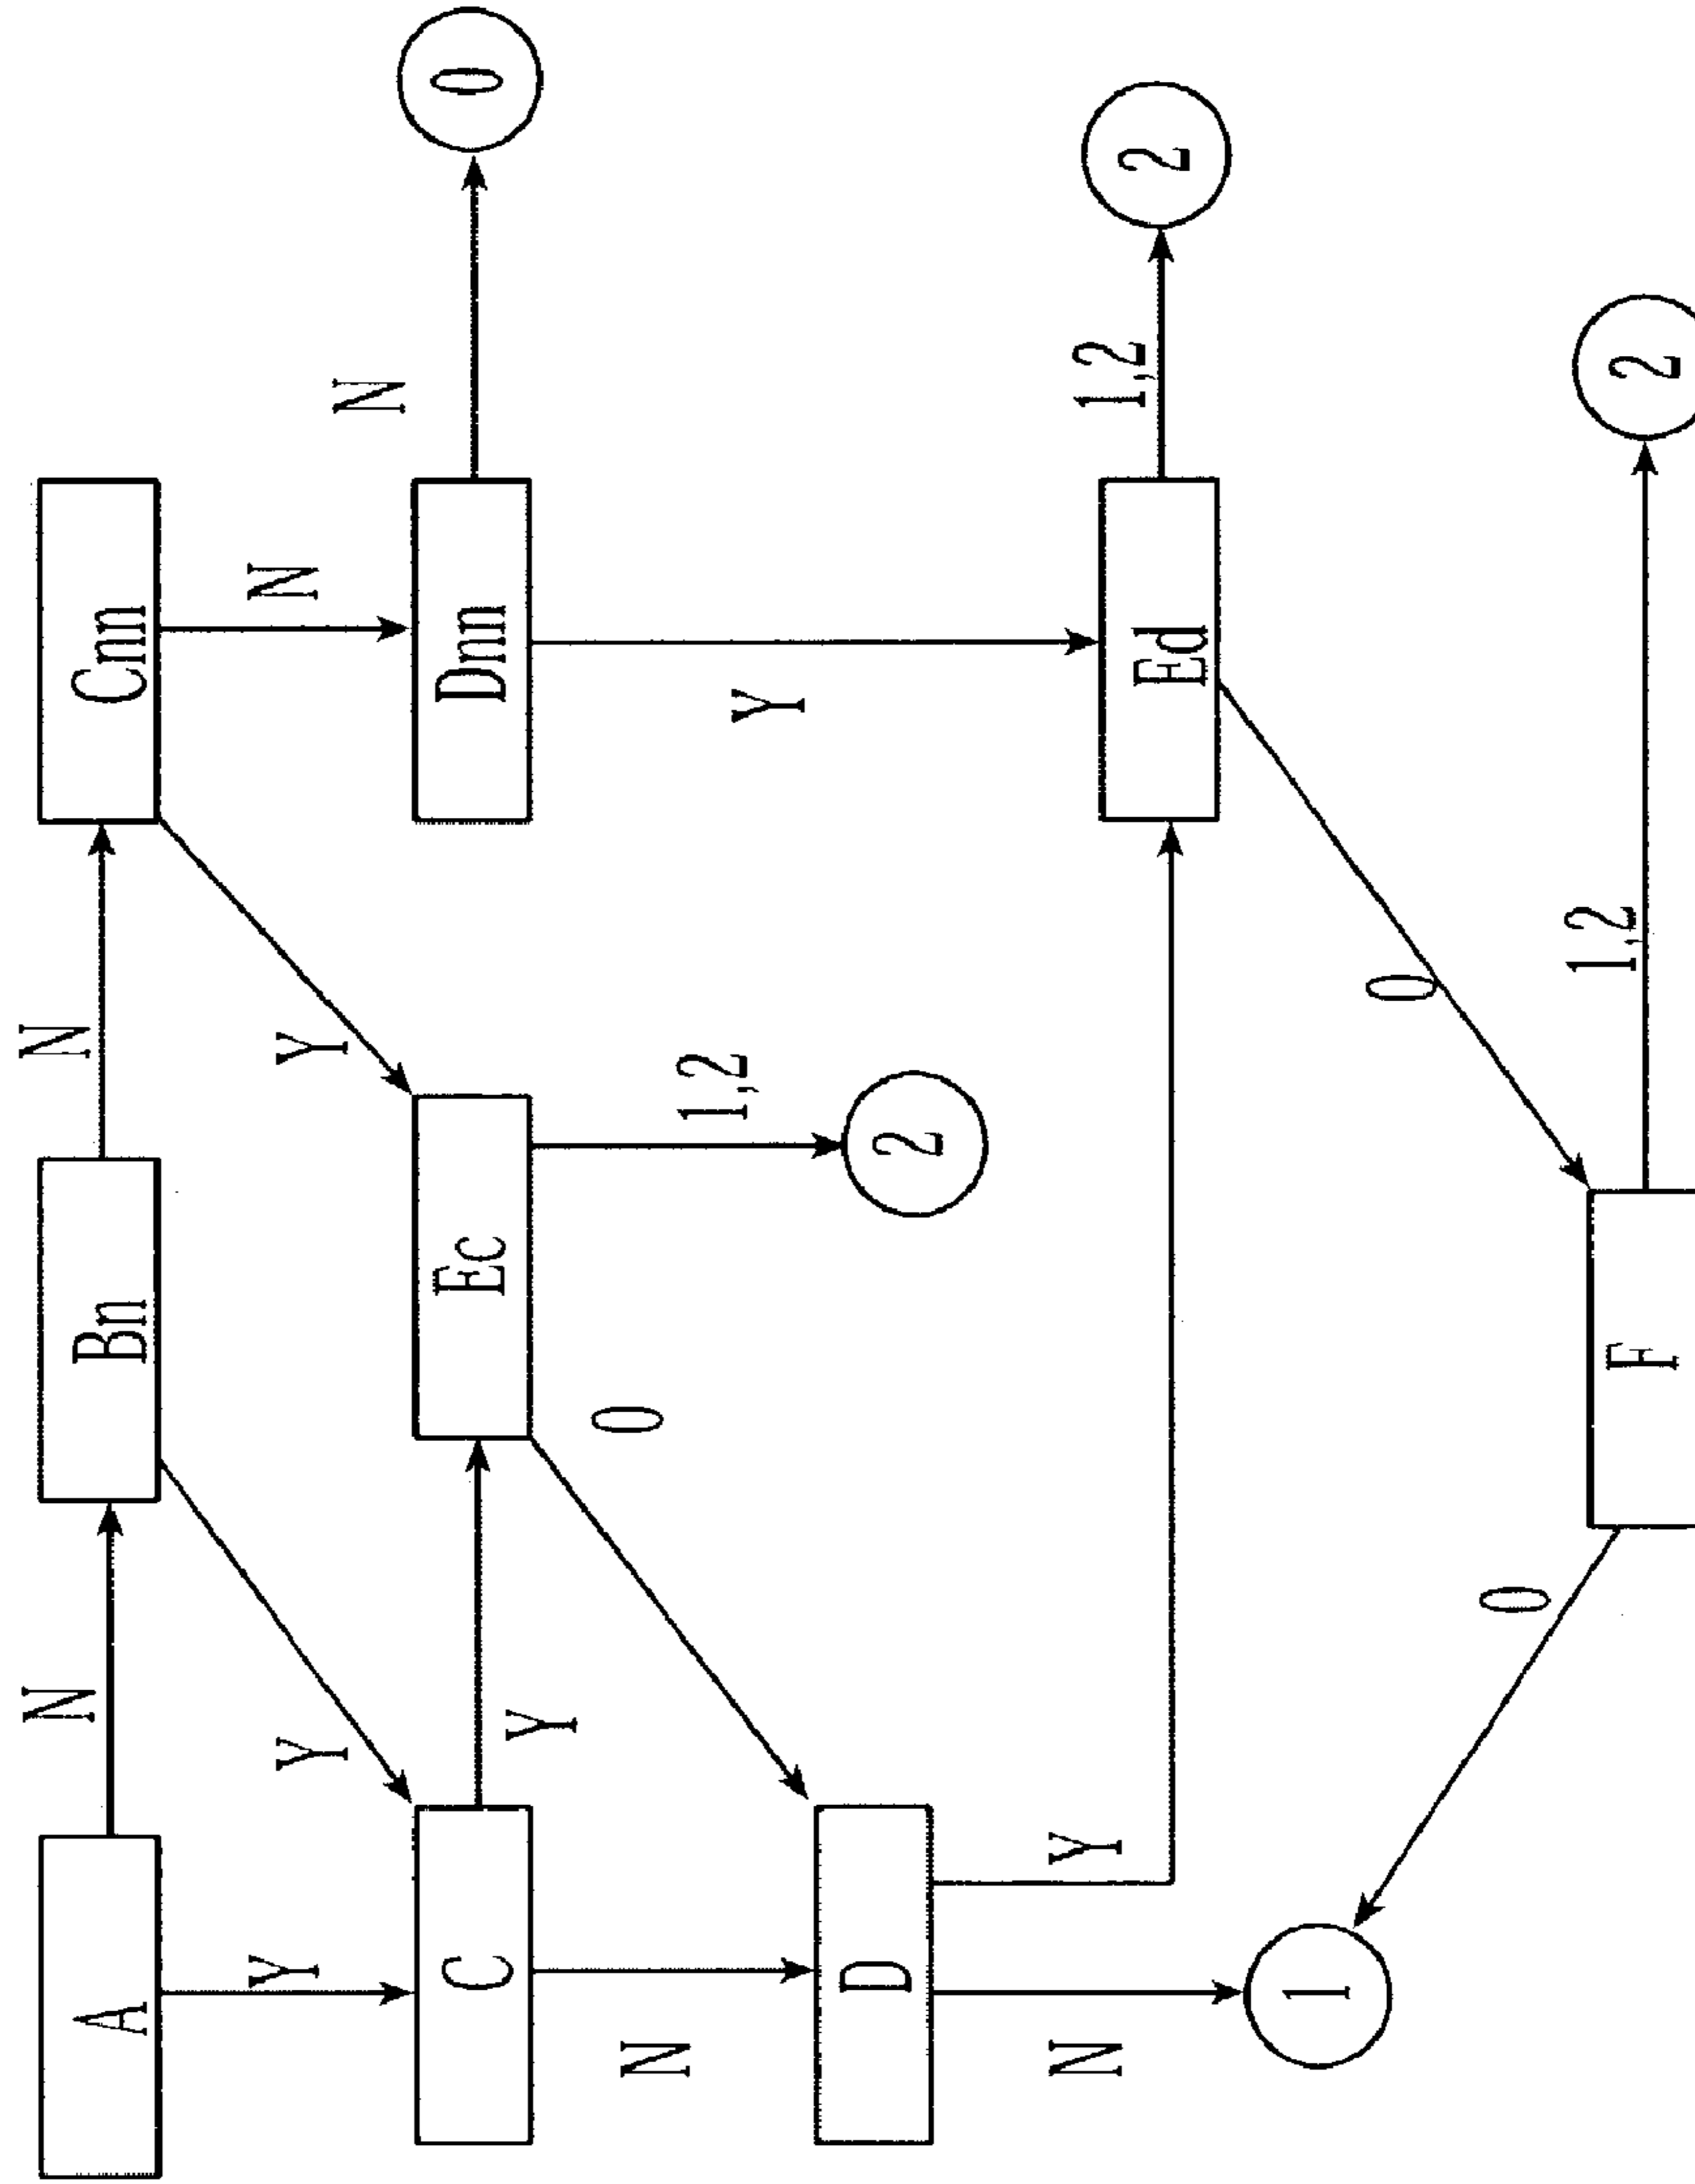 N N
A Bn Cnn
Y Y Y N N
C Ec Dnn 0
Y
N 0 1,2 Y
D 2
N Y 1,2
Ed 2
1 0
0 1,2
F 2